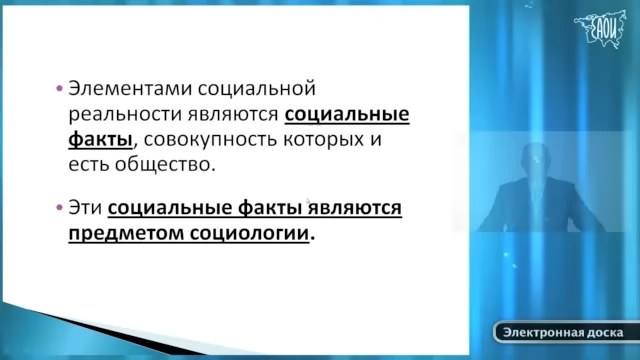 ЕАОИ
• Элементами социальной
реальности являются социальные
факты, совокупность которых и
есть общество.
• Эти социальные факты являются
предметом социологии.
Электронная доска